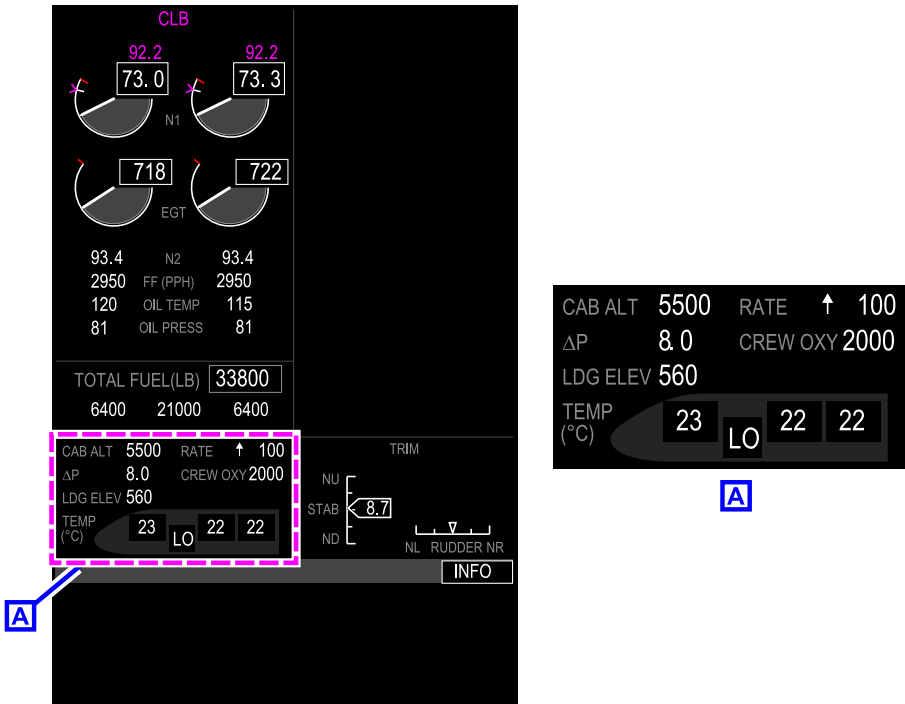 CLB
92.2 92.2
73.0 73.3
N1
718 722
EGT
93.4 N2 93.4
2950 FF (PPH) 2950
120 OIL TEMP 115
81 OIL PRESS 81
TOTAL FUEL(LB) 33800
6400 21000 6400
CAB ALT 5500 RATE ↑ 100
ΔP 8.0 CREW OXY 2000
LDG ELEV 560
TEMP
(°C) 23 LO 22 22
TRIM
NU
STAB 8.7
ND
NL RUDDER NR
INFO
A
CAB ALT 5500 RATE ↑ 100
ΔP 8.0 CREW OXY 2000
LDG ELEV 560
TEMP
(°C) 23 LO 22 22
A